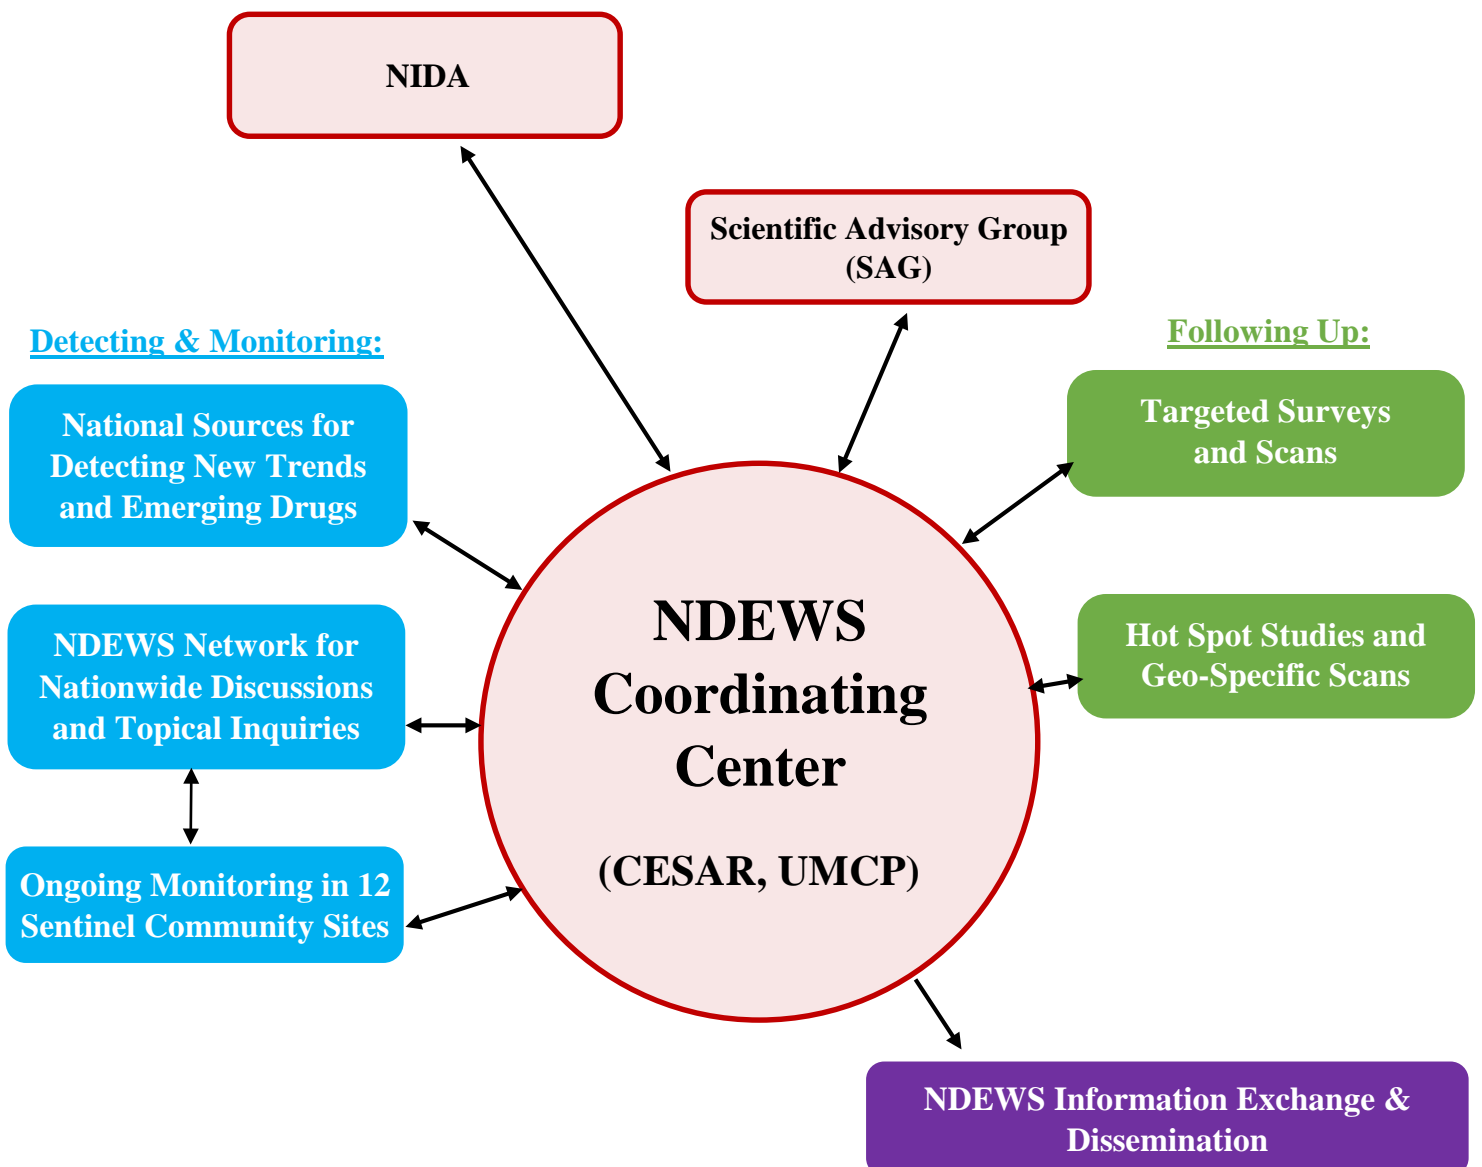 NIDA
Scientific Advisory Group
(SAG)
Detecting & Monitoring:
National Sources for
Detecting New Trends
and Emerging Drugs
NDEWS Network for
Nationwide Discussions
and Topical Inquiries
Ongoing Monitoring in 12
Sentinel Community Sites
NDEWS
Coordinating
Center
(CESAR, UMCP)
Following Up:
Targeted Surveys
and Scans
Hot Spot Studies and
Geo-Specific Scans
NDEWS Information Exchange &
Dissemination